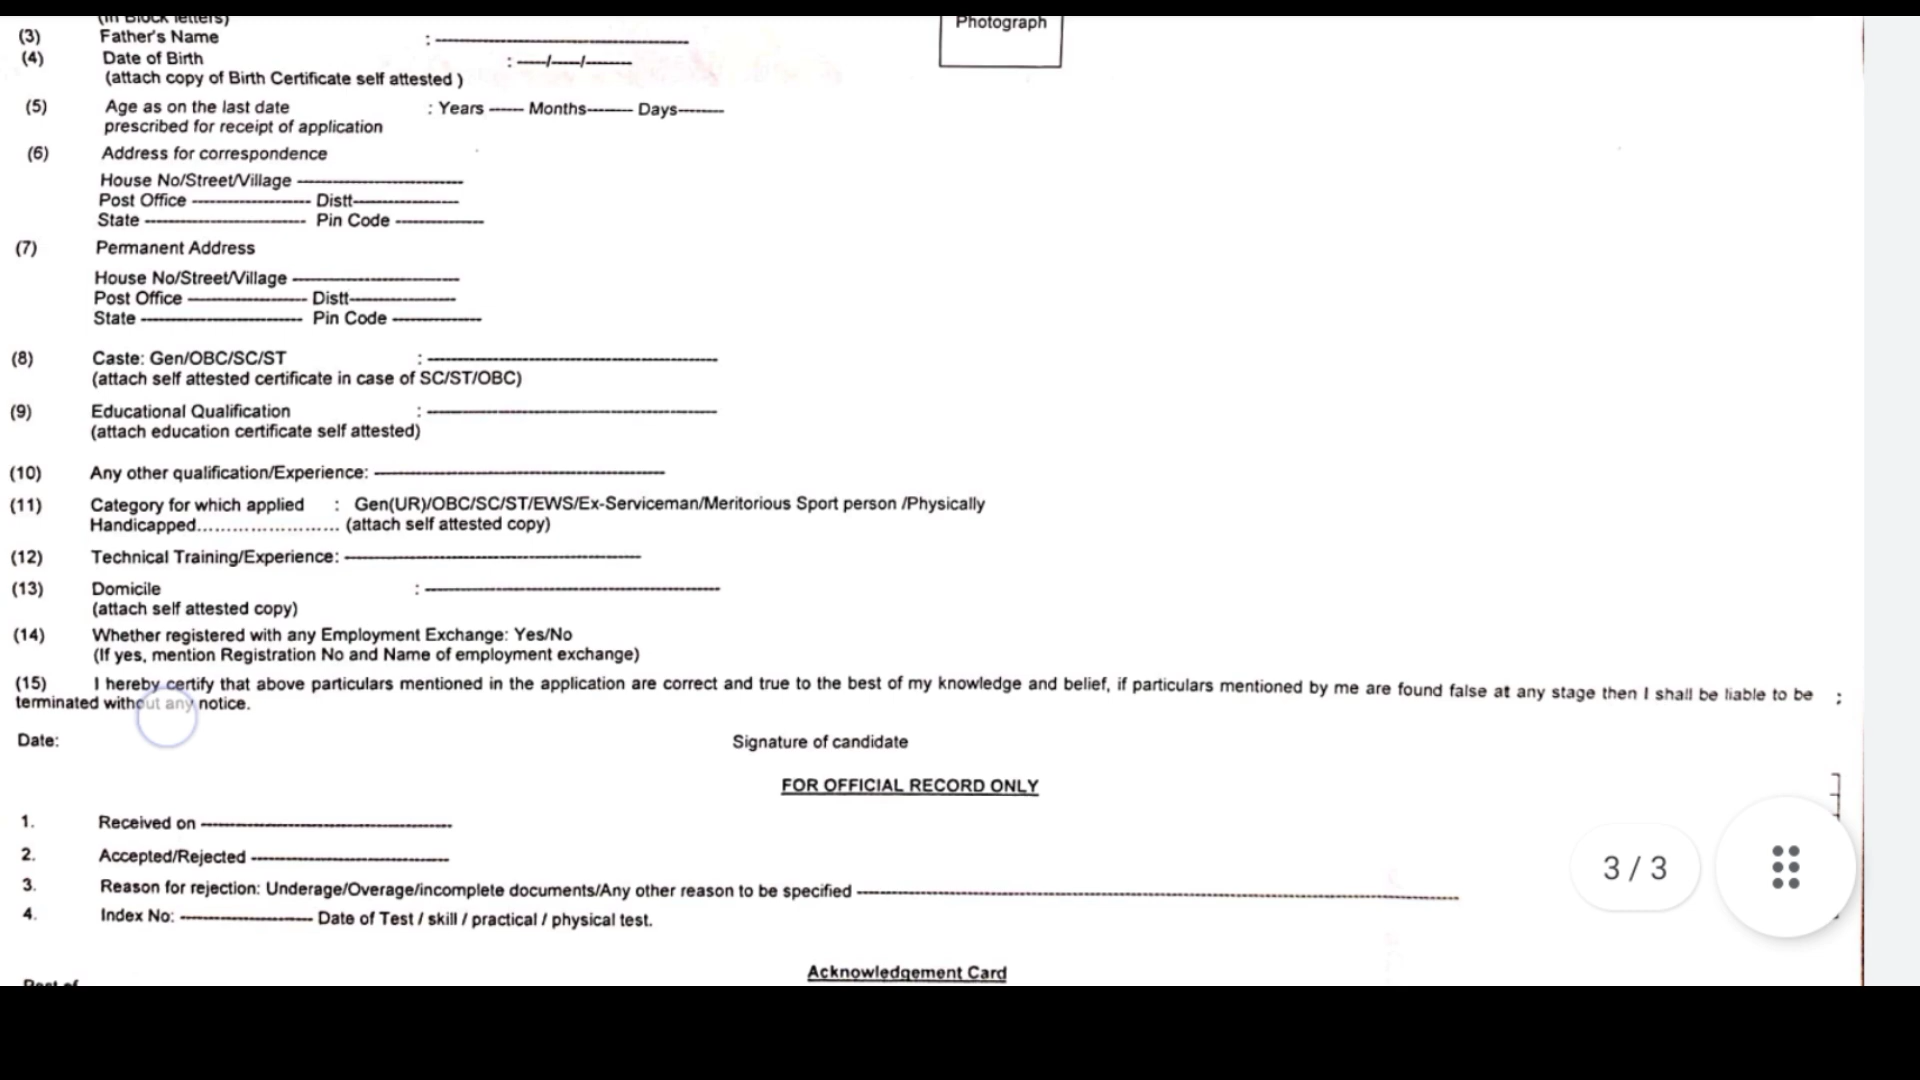 (In Block letters)
Photograph
(3) Father's Name : ------------------------
(4) Date of Birth : ----/----/------
(attach copy of Birth Certificate self attested )
(5) Age as on the last date : Years ----- Months------- Days-------
prescribed for receipt of application
(6) Address for correspondence
House No/Street/Village ----------------------
Post Office ---------------- Distt--------------
State ---------------------- Pin Code ------------
(7) Permanent Address
House No/Street/Village ----------------------
Post Office ---------------- Distt--------------
State ---------------------- Pin Code ------------
(8) Caste: Gen/OBC/SC/ST : ------------------------
(attach self attested certificate in case of SC/ST/OBC)
(9) Educational Qualification : ------------------------
(attach education certificate self attested)
(10) Any other qualification/Experience: ------------------------
(11) Category for which applied : Gen(UR)/OBC/SC/ST/EWS/Ex-Serviceman/Meritorious Sport person /Physically
Handicapped........................ (attach self attested copy)
(12) Technical Training/Experience: ------------------------
(13) Domicile : ------------------------
(attach self attested copy)
(14) Whether registered with any Employment Exchange: Yes/No
(If yes, mention Registration No and Name of employment exchange)
(15) I hereby certify that above particulars mentioned in the application are correct and true to the best of my knowledge and belief, if particulars mentioned by me are found false at any stage then I shall be liable to be ;
terminated without any notice.
Date: Signature of candidate
FOR OFFICIAL RECORD ONLY
1. Received on ------------------------
2. Accepted/Rejected ------------------------
3. Reason for rejection: Underage/Overage/incomplete documents/Any other reason to be specified ------------------------
3 / 3
4. Index No: ---------------- Date of Test / skill / practical / physical test.
Acknowledgement Card
Post of